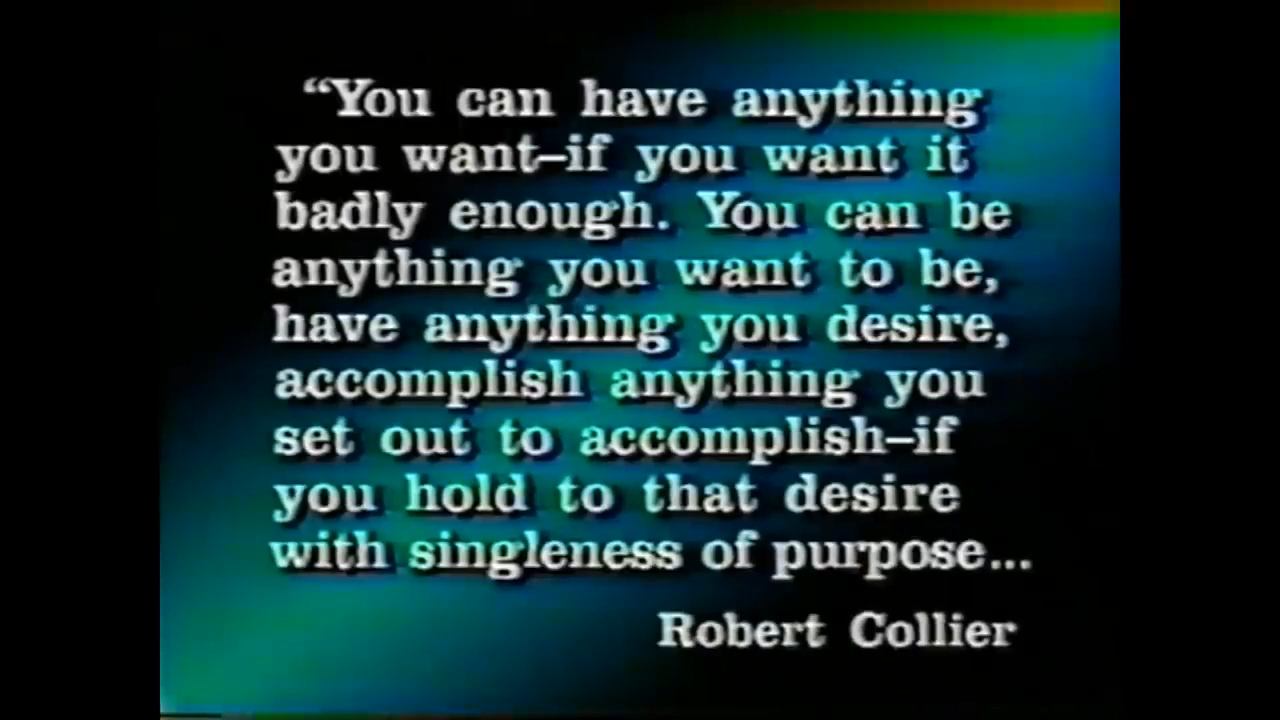 “You can have anything
you want–if you want it
badly enough. You can be
anything you want to be,
have anything you desire,
accomplish anything you
set out to accomplish–if
you hold to that desire
with singleness of purpose...
Robert Collier